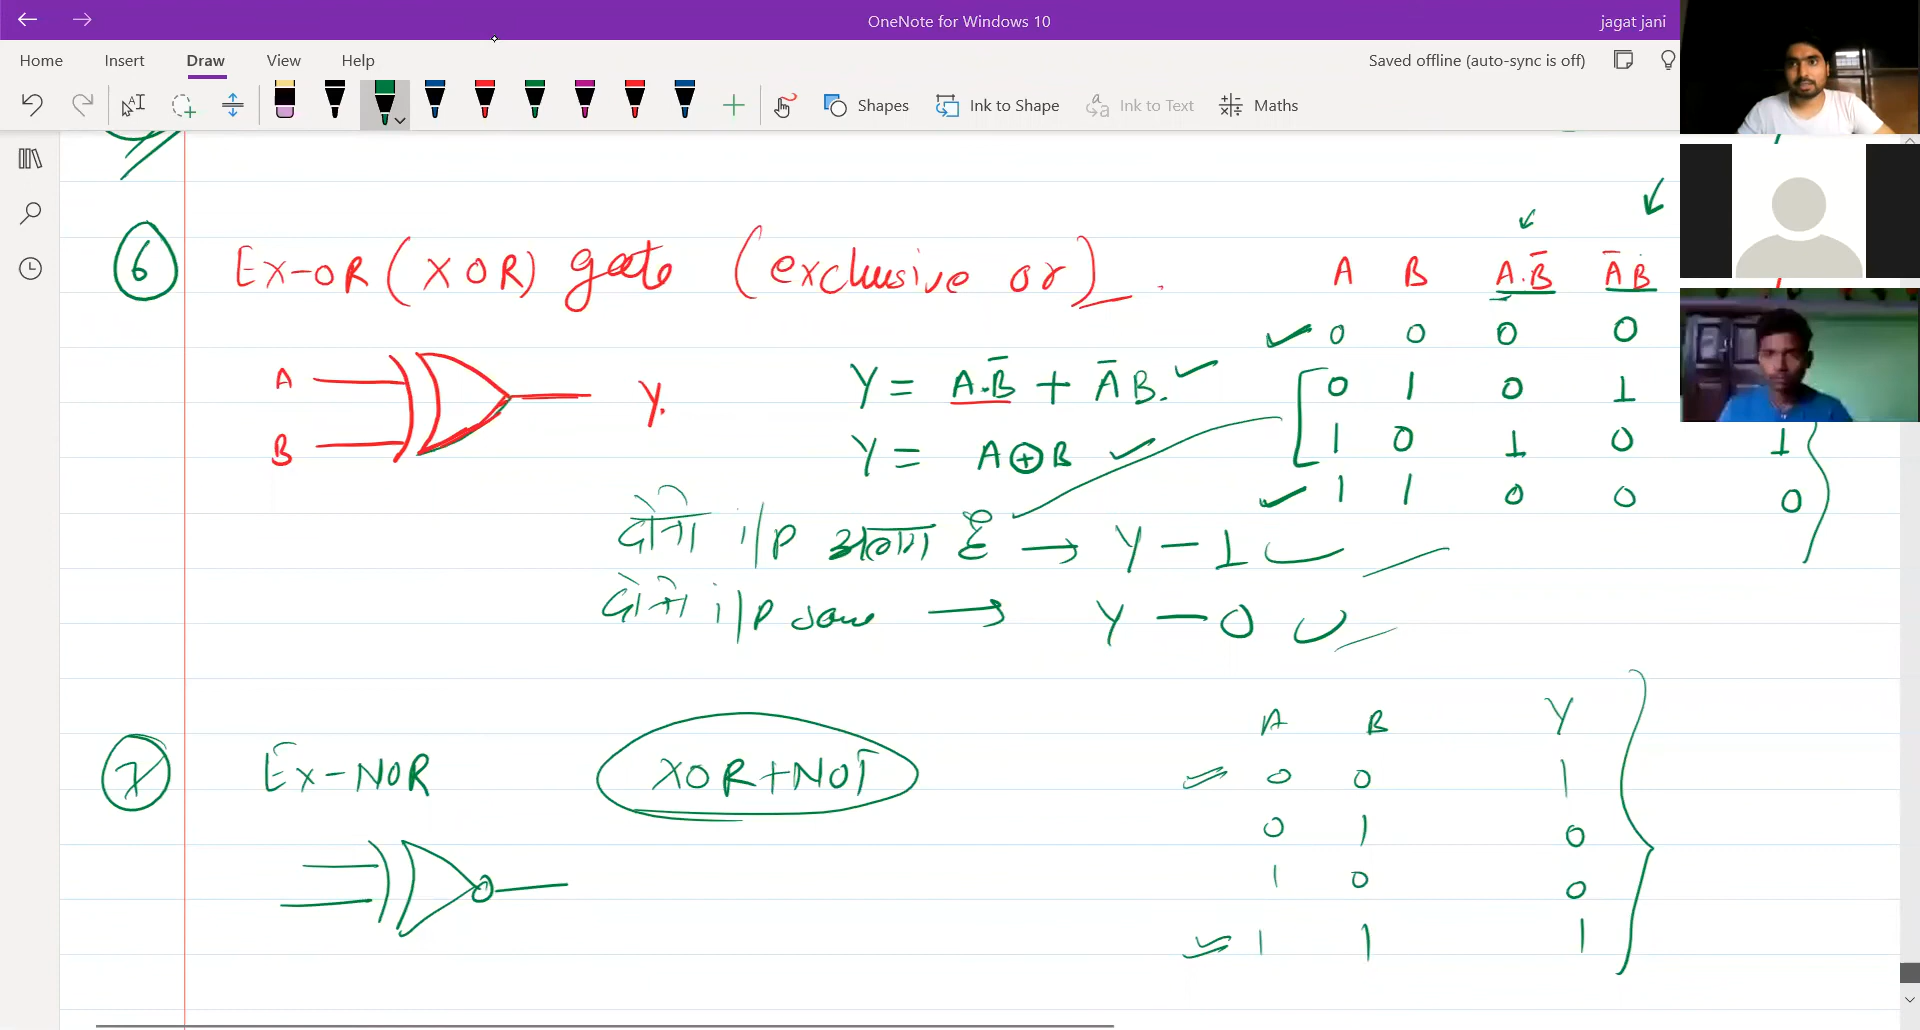 OneNote for Windows 10
jagat jani
Home Insert Draw View Help
Saved offline (auto-sync is off)
Shapes Ink to Shape Ink to Text Maths
6 Ex-OR (XOR) gate (exclusive or).
A B A.B̅ A̅B
0 0 0 0
0 1 0 1
1 0 1 0 1
1 1 0 0 0
A
B
Y.
Y = A.B̅ + A̅B.
Y = A⊕B
दोनो i/p अलग है → Y – 1
दोनो i/p same → Y – 0
7 Ex-NOR XOR+NOT
A B Y
0 0 1
0 1 0
1 0 0
1 1 1